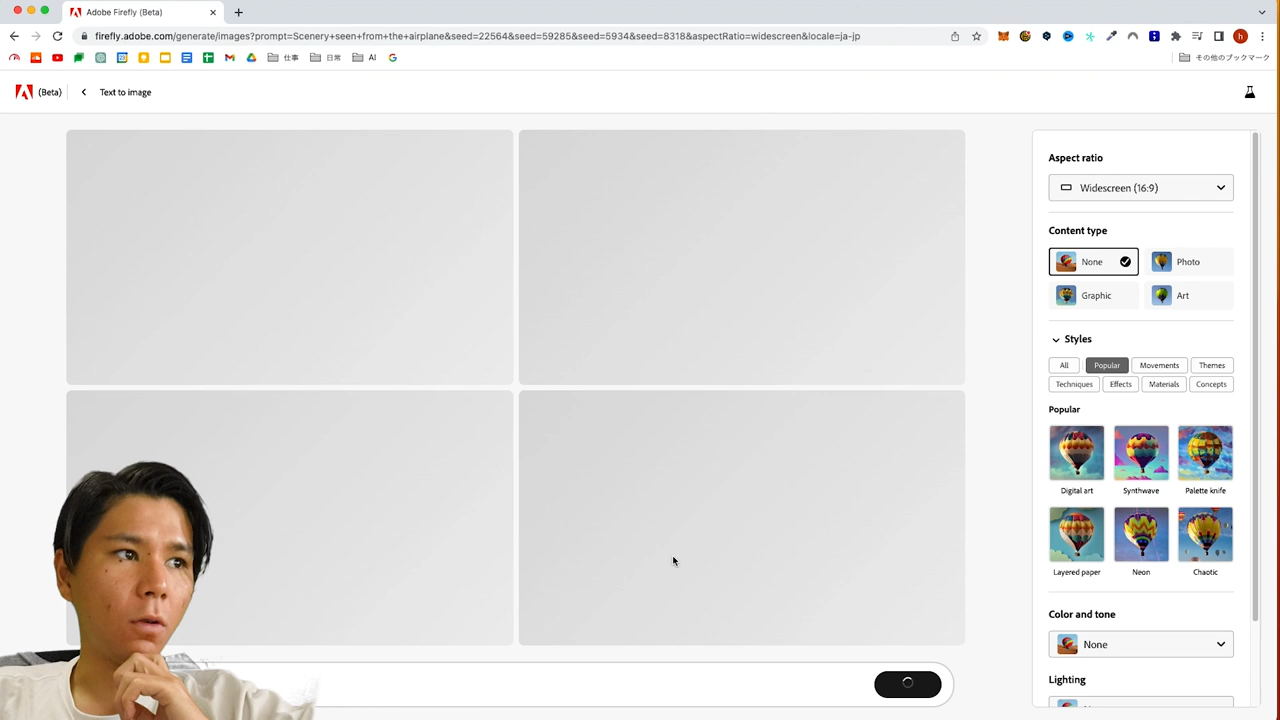 Adobe Firefly (Beta)
firefly.adobe.com/generate/images?prompt=Scenery+seen+from+the+airplane&seed=22564&seed=59285&seed=5934&seed=8318&aspectRatio=widescreen&locale=ja-jp
h
仕事
日常
AI
その他のブックマーク
(Beta)
Text to image
Aspect ratio
Widescreen (16:9)
Content type
None
Photo
Graphic
Art
Styles
All
Popular
Movements
Themes
Techniques
Effects
Materials
Concepts
Popular
Digital art
Synthwave
Palette knife
Layered paper
Neon
Chaotic
Color and tone
None
Lighting